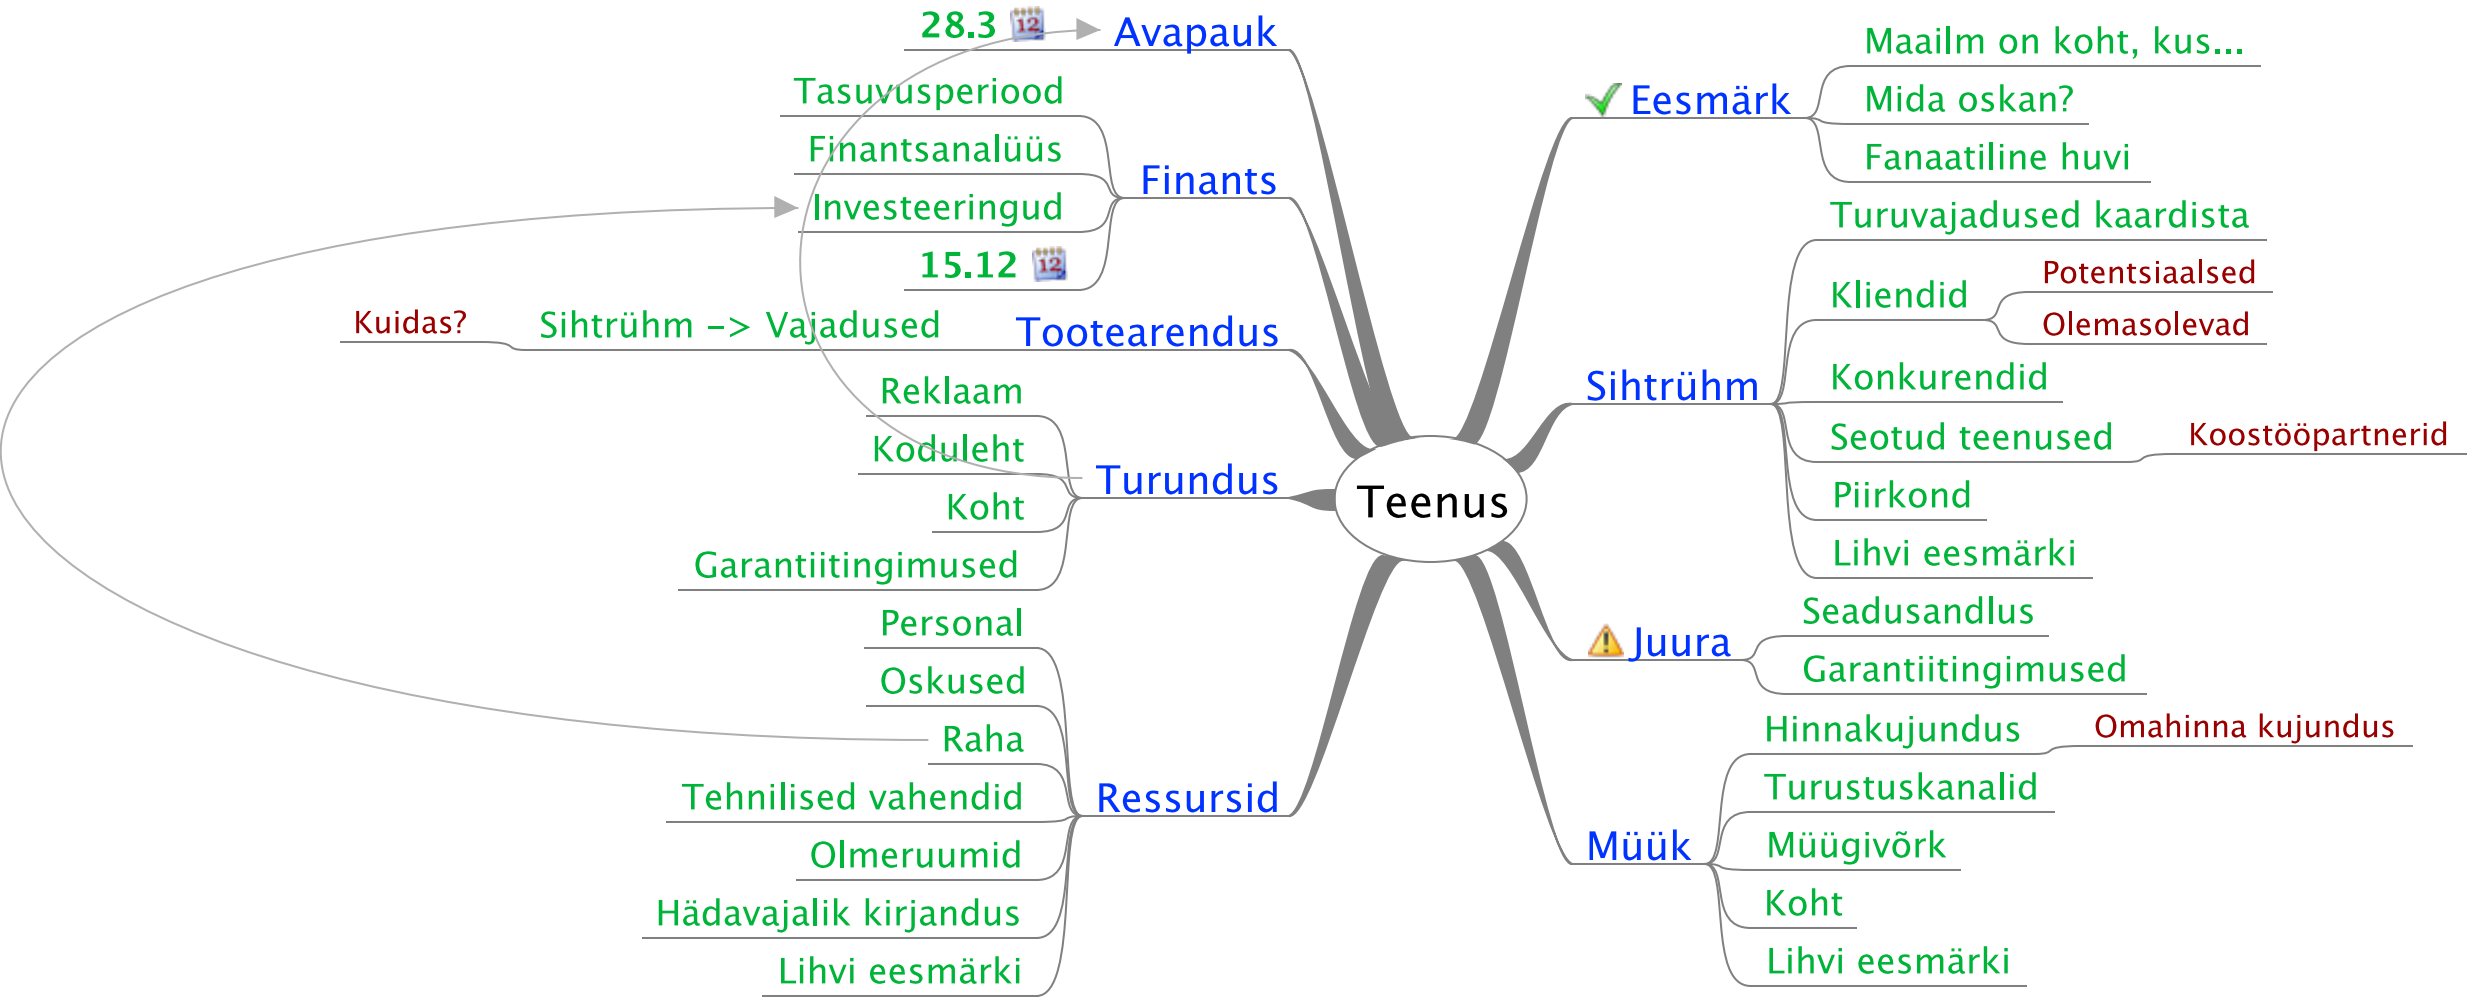 Teenus
Eesmärk
Maailm on koht, kus...
Mida oskan?
Fanaatiline huvi
Sihtrühm
Turuvajadused kaardista
Kliendid
Potentsiaalsed
Olemasolevad
Konkurendid
Seotud teenused
Koostööpartnerid
Piirkond
Lihvi eesmärki
Juura
Seadusandlus
Garantiitingimused
Müük
Hinnakujundus
Omahinna kujundus
Turustuskanalid
Müügivõrk
Koht
Lihvi eesmärki
Avapauk
28.3
12
Finants
Tasuvusperiood
Finantsanalüüs
Investeeringud
15.12
12
Tootearendus
Sihtrühm -> Vajadused
Kuidas?
Turundus
Reklaam
Koduleht
Koht
Garantiitingimused
Ressursid
Personal
Oskused
Raha
Tehnilised vahendid
Olmeruumid
Hädavajalik kirjandus
Lihvi eesmärki